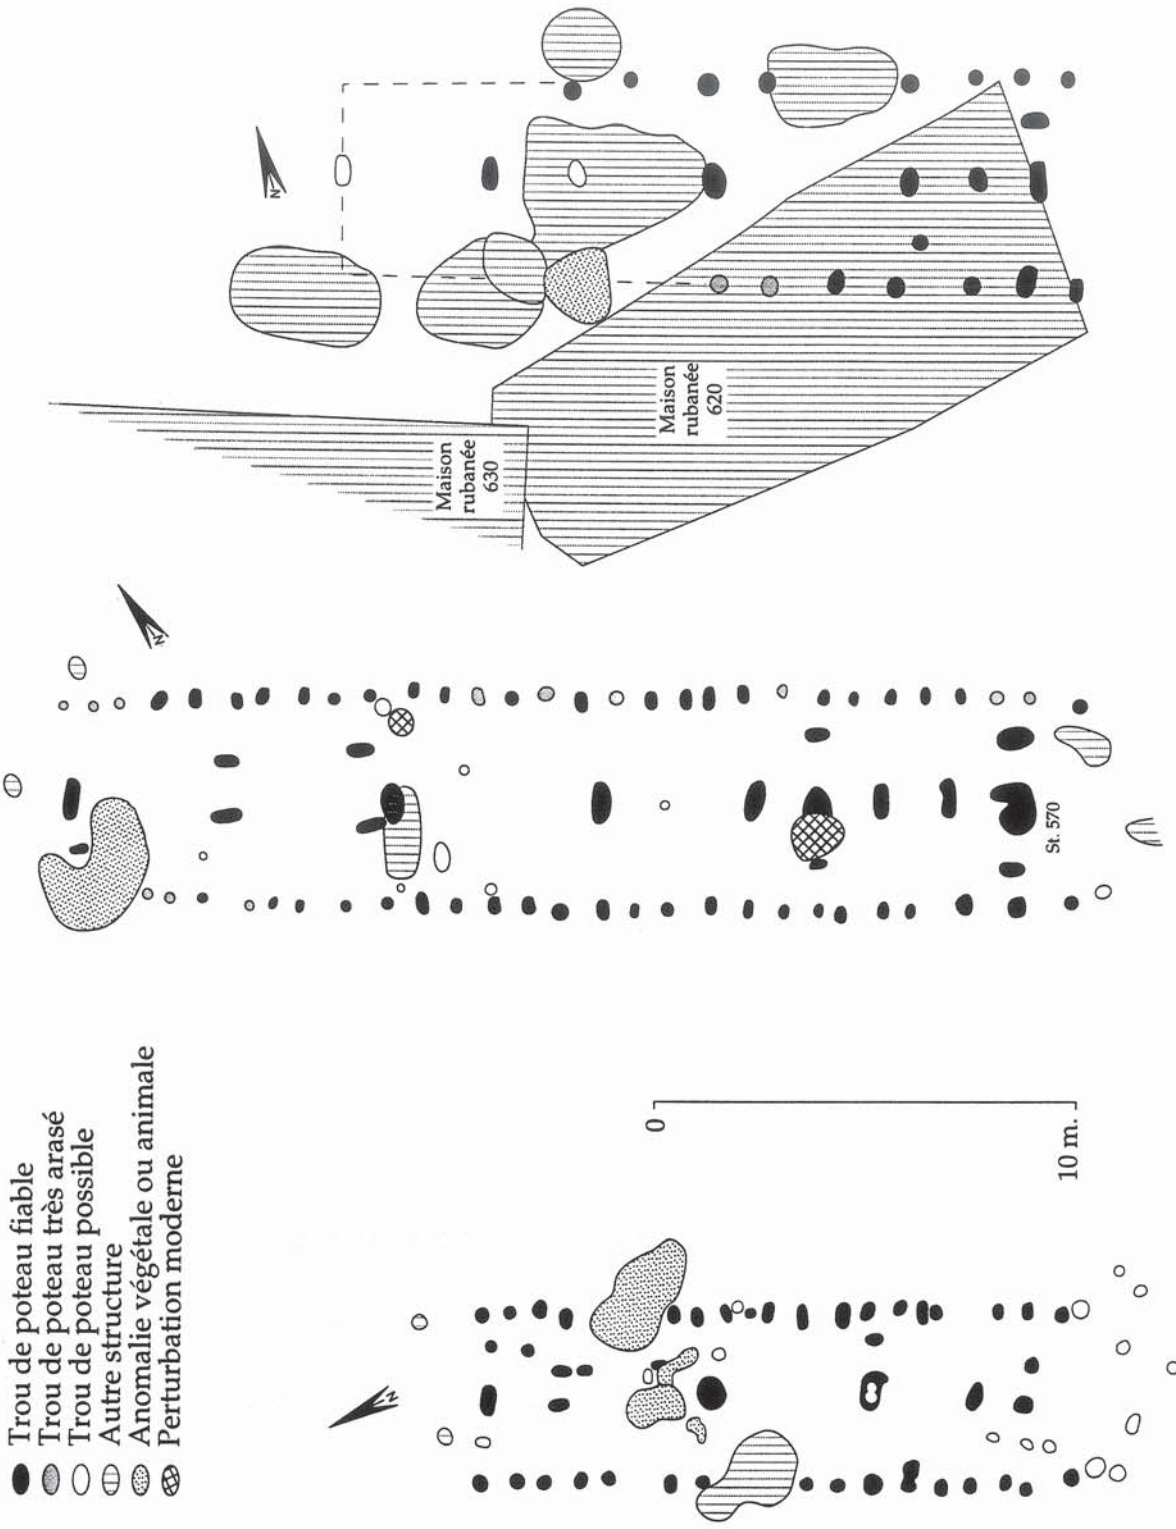 Trou de poteau fiable
Trou de poteau très arasé
Trou de poteau possible
Autre structure
Anomalie végétale ou animale
Perturbation moderne
N
0
10 m.
N
St. 570
N
Maison
rubanée
630
Maison
rubanée
620